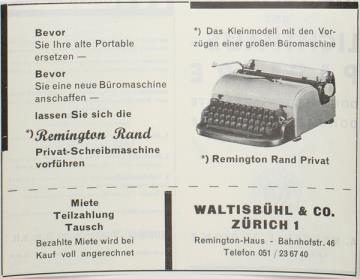 Bevor
Sie Ihre alte Portable
ersetzen —
Bevor
Sie eine neue Büromaschine
anschaffen —
lassen Sie sich die
*) Remington Rand
Privat-Schreibmaschine
vorführen
*) Das Kleinmodell mit den Vor-
zügen einer großen Büromaschine
*) Remington Rand Privat
Miete
Teilzahlung
Tausch
Bezahlte Miete wird bei
Kauf voll angerechnet
WALTISBÜHL & CO.
ZÜRICH 1
Remington-Haus - Bahnhofstr. 46
Telefon 051 / 23 67 40